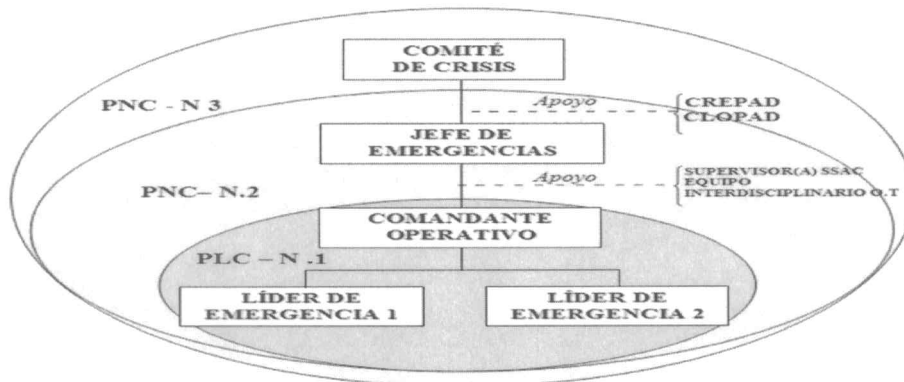 COMITÉ
DE CRISIS
PNC - N 3
Apoyo
CREPAD
CLOPAD
JEFE DE
EMERGENCIAS
PNC– N.2
Apoyo
SUPERVISOR(A) SSAC
EQUIPO
INTERDISCIPLINARIO O.T
COMANDANTE
OPERATIVO
PLC – N .1
LÍDER DE
EMERGENCIA 1
LÍDER DE
EMERGENCIA 2